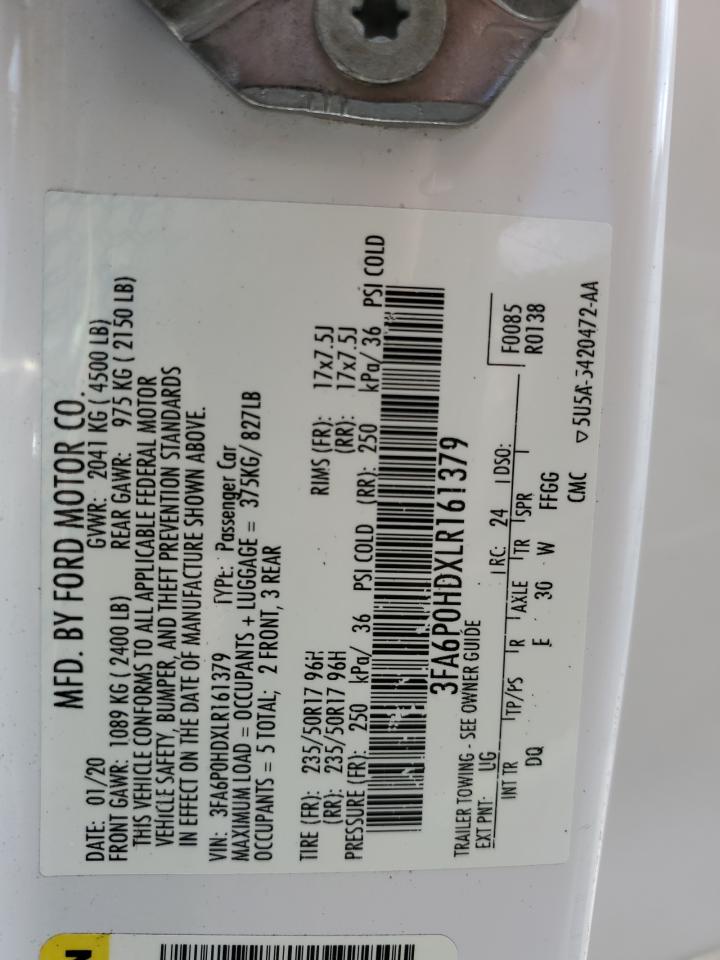 MFD. BY FORD MOTOR CO.
DATE: 01/20 GVWR: 2041 KG ( 4500 LB)
FRONT GAWR: 1089 KG ( 2400 LB) REAR GAWR: 975 KG ( 2150 LB)
THIS VEHICLE CONFORMS TO ALL APPLICABLE FEDERAL MOTOR
VEHICLE SAFETY, BUMPER, AND THEFT PREVENTION STANDARDS
IN EFFECT ON THE DATE OF MANUFACTURE SHOWN ABOVE.
VIN: 3FA6P0HDXLR161379 TYPE: Passenger Car
MAXIMUM LOAD = OCCUPANTS + LUGGAGE = 375KG/ 827LB
OCCUPANTS = 5 TOTAL; 2 FRONT, 3 REAR
TIRE (FR): 235/50R17 96H RIMS (FR): 17x7.5J
(RR): 235/50R17 96H (RR): 17x7.5J
PRESSURE (FR): 250 kPa/ 36 PSI COLD (RR): 250 kPa/ 36 PSI COLD
3FA6P0HDXLR161379
TRAILER TOWING - SEE OWNER GUIDE
EXT PNT: UG RC: 24 DSO: F0085
R0138
INT TR TP/PS R AXLE TR SPR
DQ E 30 W FFGG
CMC ▽5U5A-5420472-AA
N